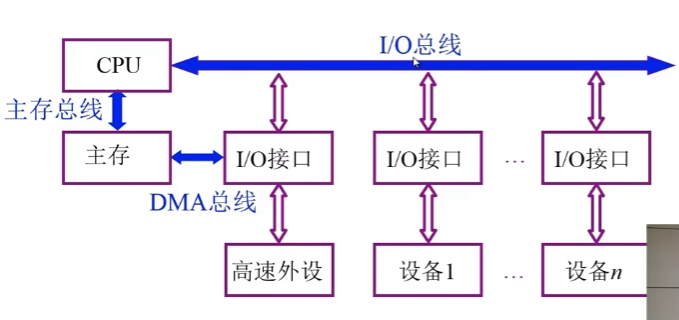 I/O总线
CPU
主存总线
主存
I/O接口
I/O接口
…
I/O接口
DMA总线
高速外设
设备1
…
设备n